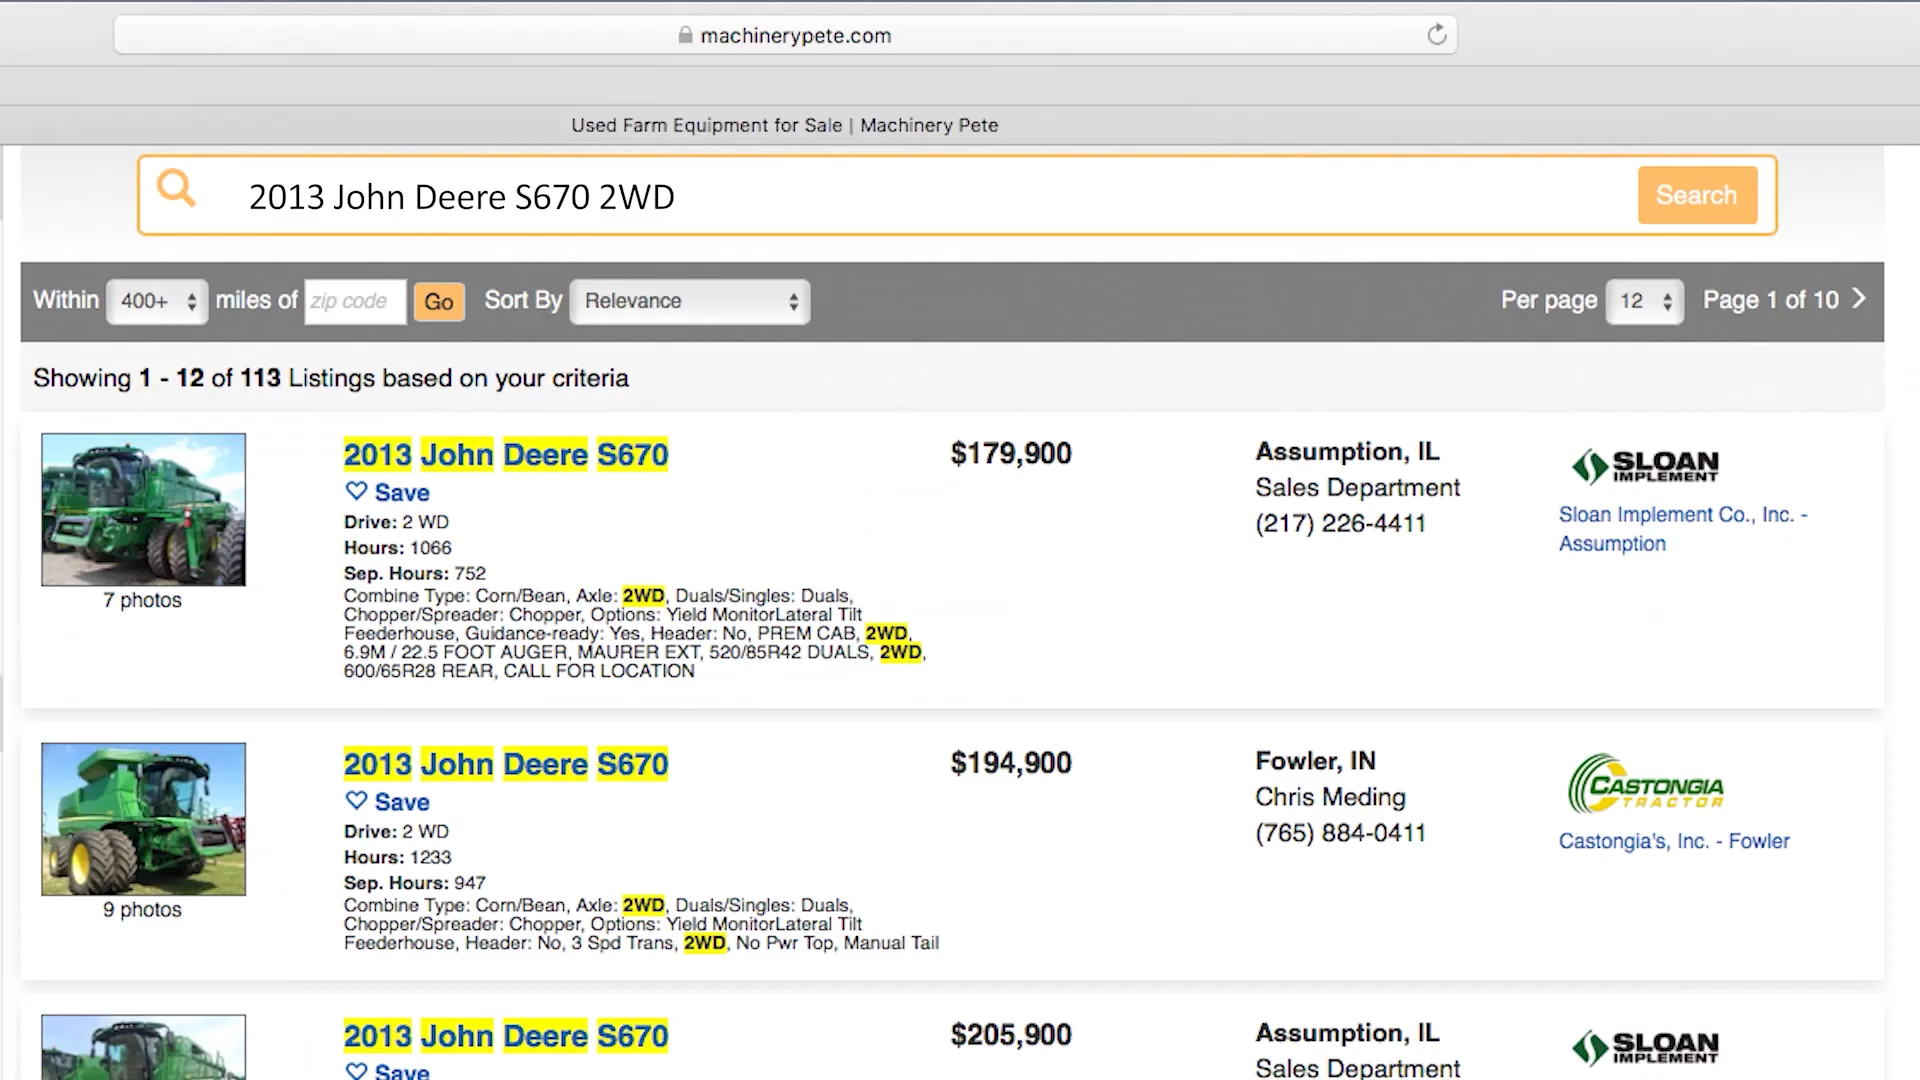 machinerypete.com
Used Farm Equipment for Sale | Machinery Pete
2013 John Deere S670 2WD
Search
Within 400+ miles of zip code Go Sort By Relevance Per page 12 Page 1 of 10
Showing 1 - 12 of 113 Listings based on your criteria
2013 John Deere S670
Save
Drive: 2 WD
Hours: 1066
Sep. Hours: 752
Combine Type: Corn/Bean, Axle: 2WD, Duals/Singles: Duals,
Chopper/Spreader: Chopper, Options: Yield MonitorLateral Tilt
Feederhouse, Guidance-ready: Yes, Header: No, PREM CAB, 2WD,
6.9M / 22.5 FOOT AUGER, MAURER EXT, 520/85R42 DUALS, 2WD,
600/65R28 REAR, CALL FOR LOCATION
7 photos
$179,900
Assumption, IL
Sales Department
(217) 226-4411
SLOAN
IMPLEMENT
Sloan Implement Co., Inc. -
Assumption
2013 John Deere S670
Save
Drive: 2 WD
Hours: 1233
Sep. Hours: 947
Combine Type: Corn/Bean, Axle: 2WD, Duals/Singles: Duals,
Chopper/Spreader: Chopper, Options: Yield MonitorLateral Tilt
Feederhouse, Header: No, 3 Spd Trans, 2WD, No Pwr Top, Manual Tail
9 photos
$194,900
Fowler, IN
Chris Meding
(765) 884-0411
CASTONGIA
TRACTOR
Castongia's, Inc. - Fowler
2013 John Deere S670
Save
$205,900
Assumption, IL
Sales Department
SLOAN
IMPLEMENT